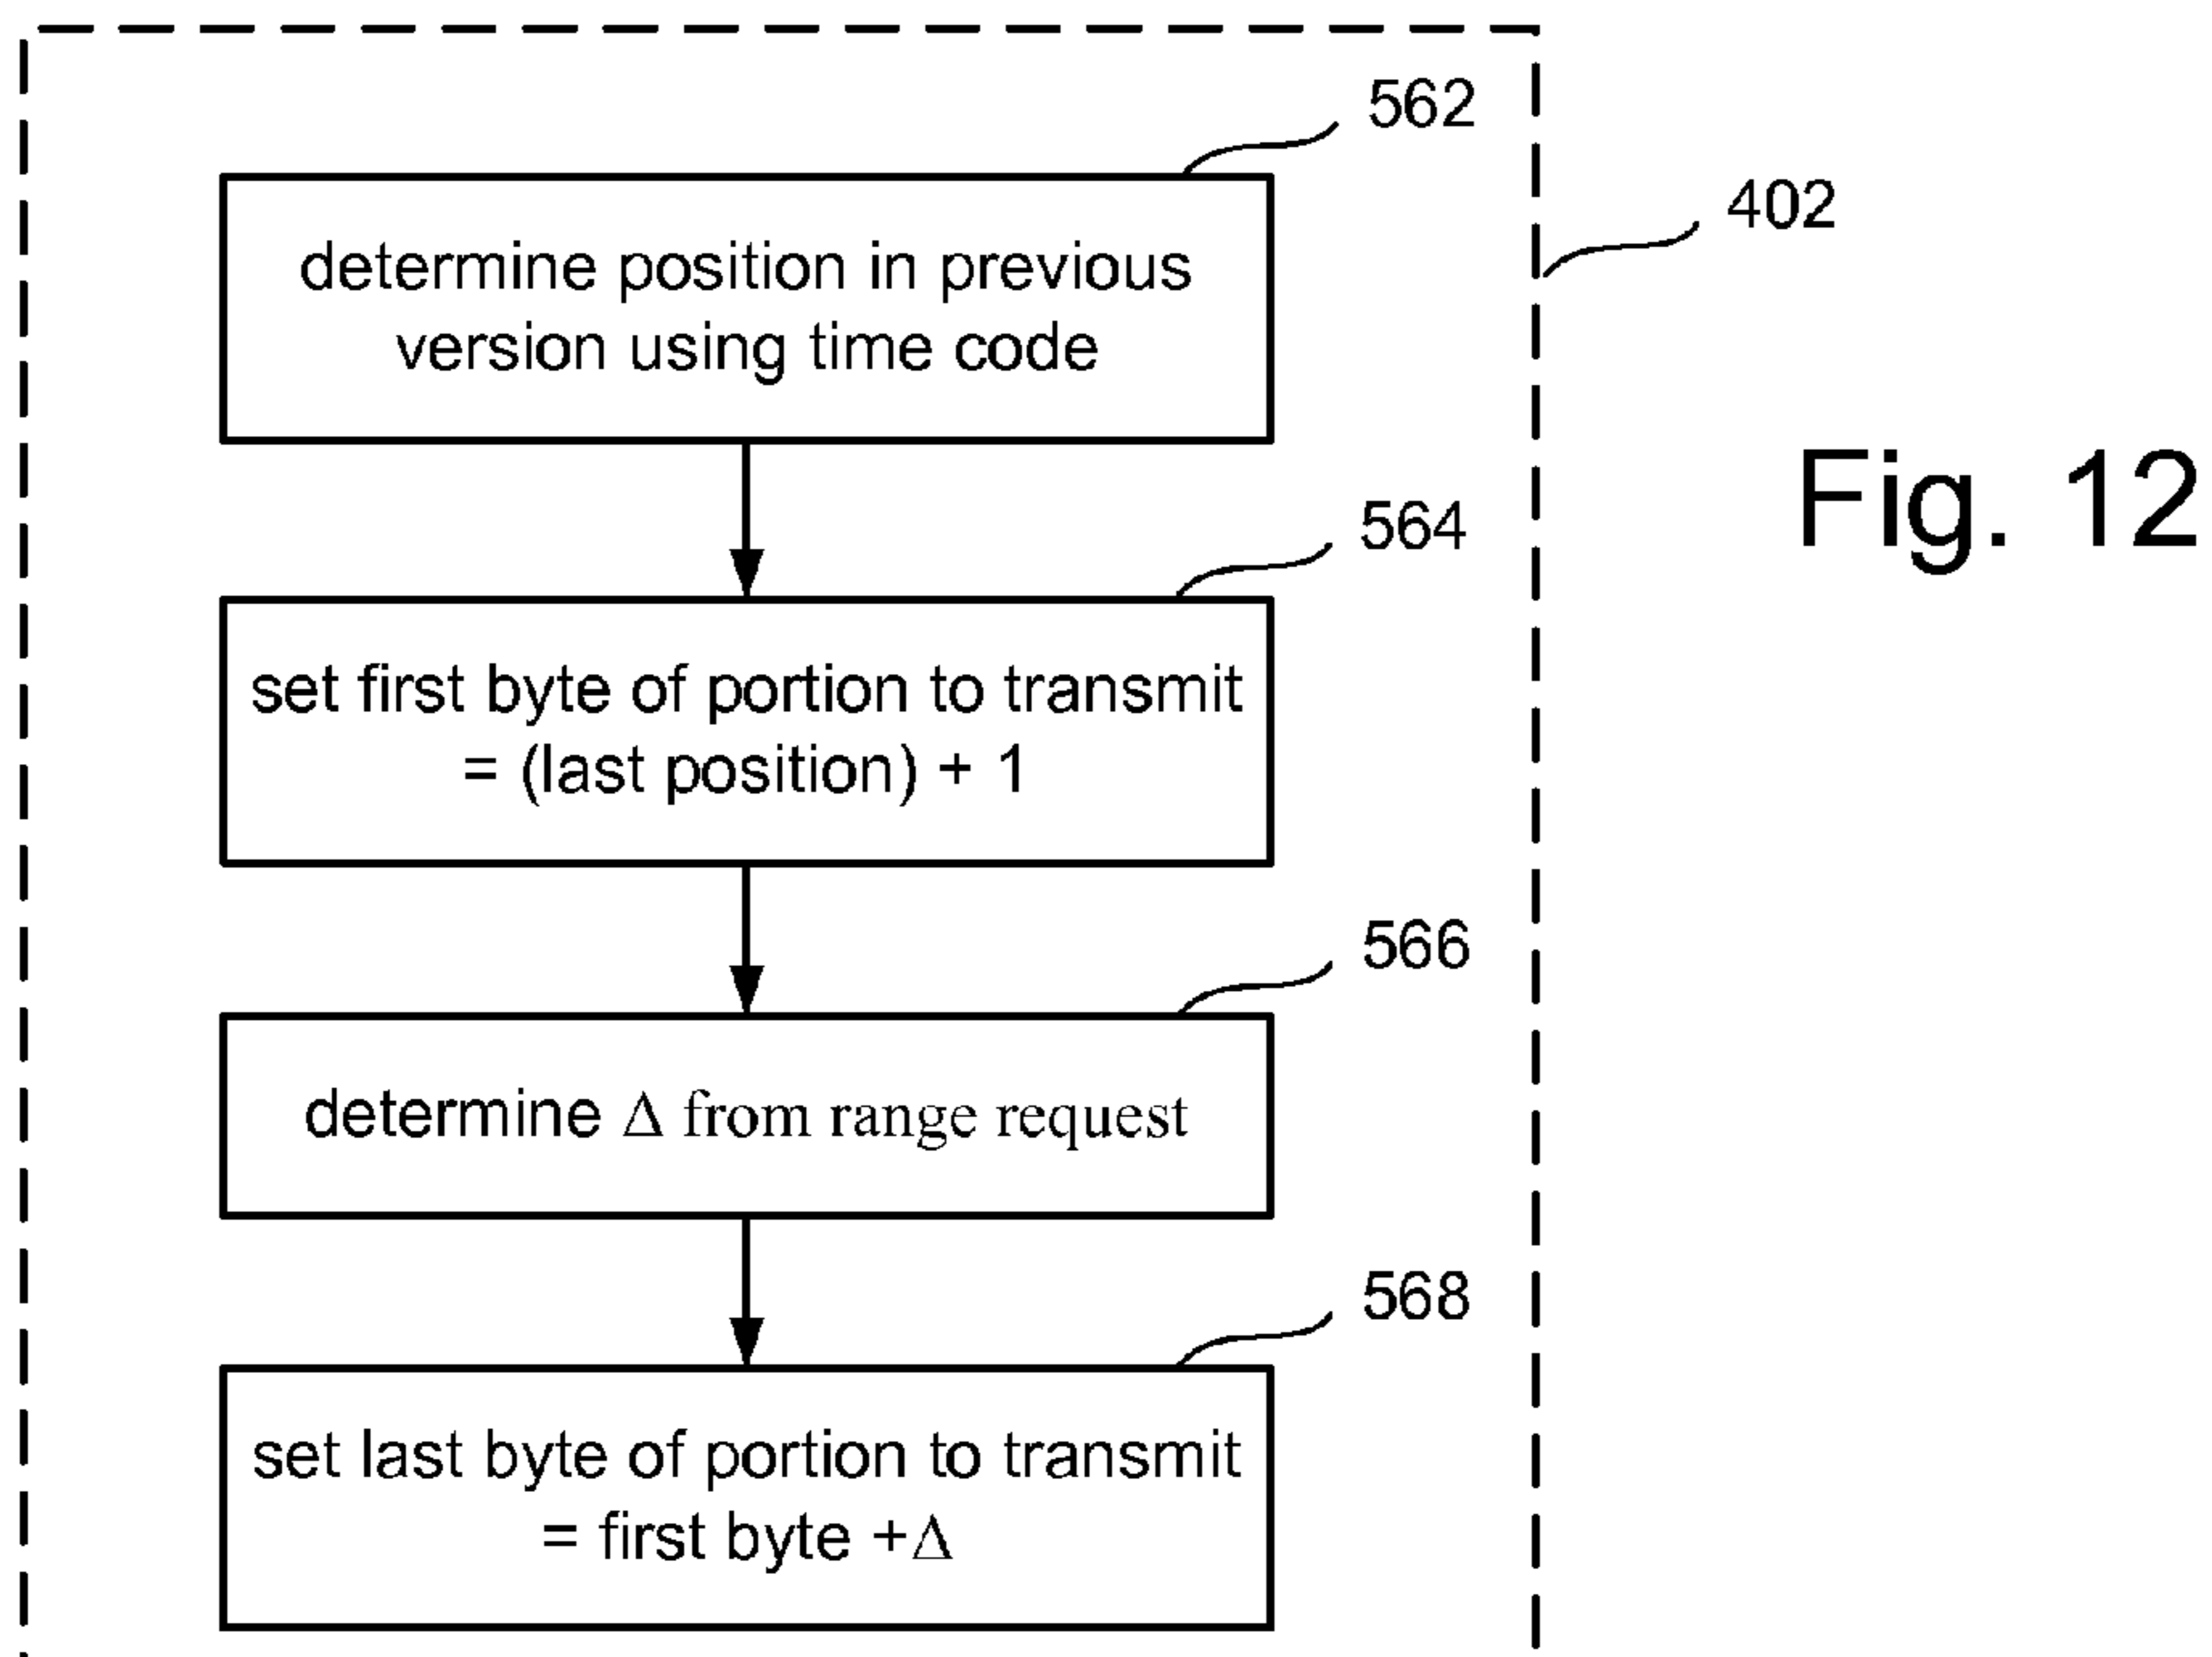 562
402
determine position in previous
version using time code
Fig. 12
564
set first byte of portion to transmit
= (last position) + 1
566
determine Δ from range request
568
set last byte of portion to transmit
= first byte +Δ